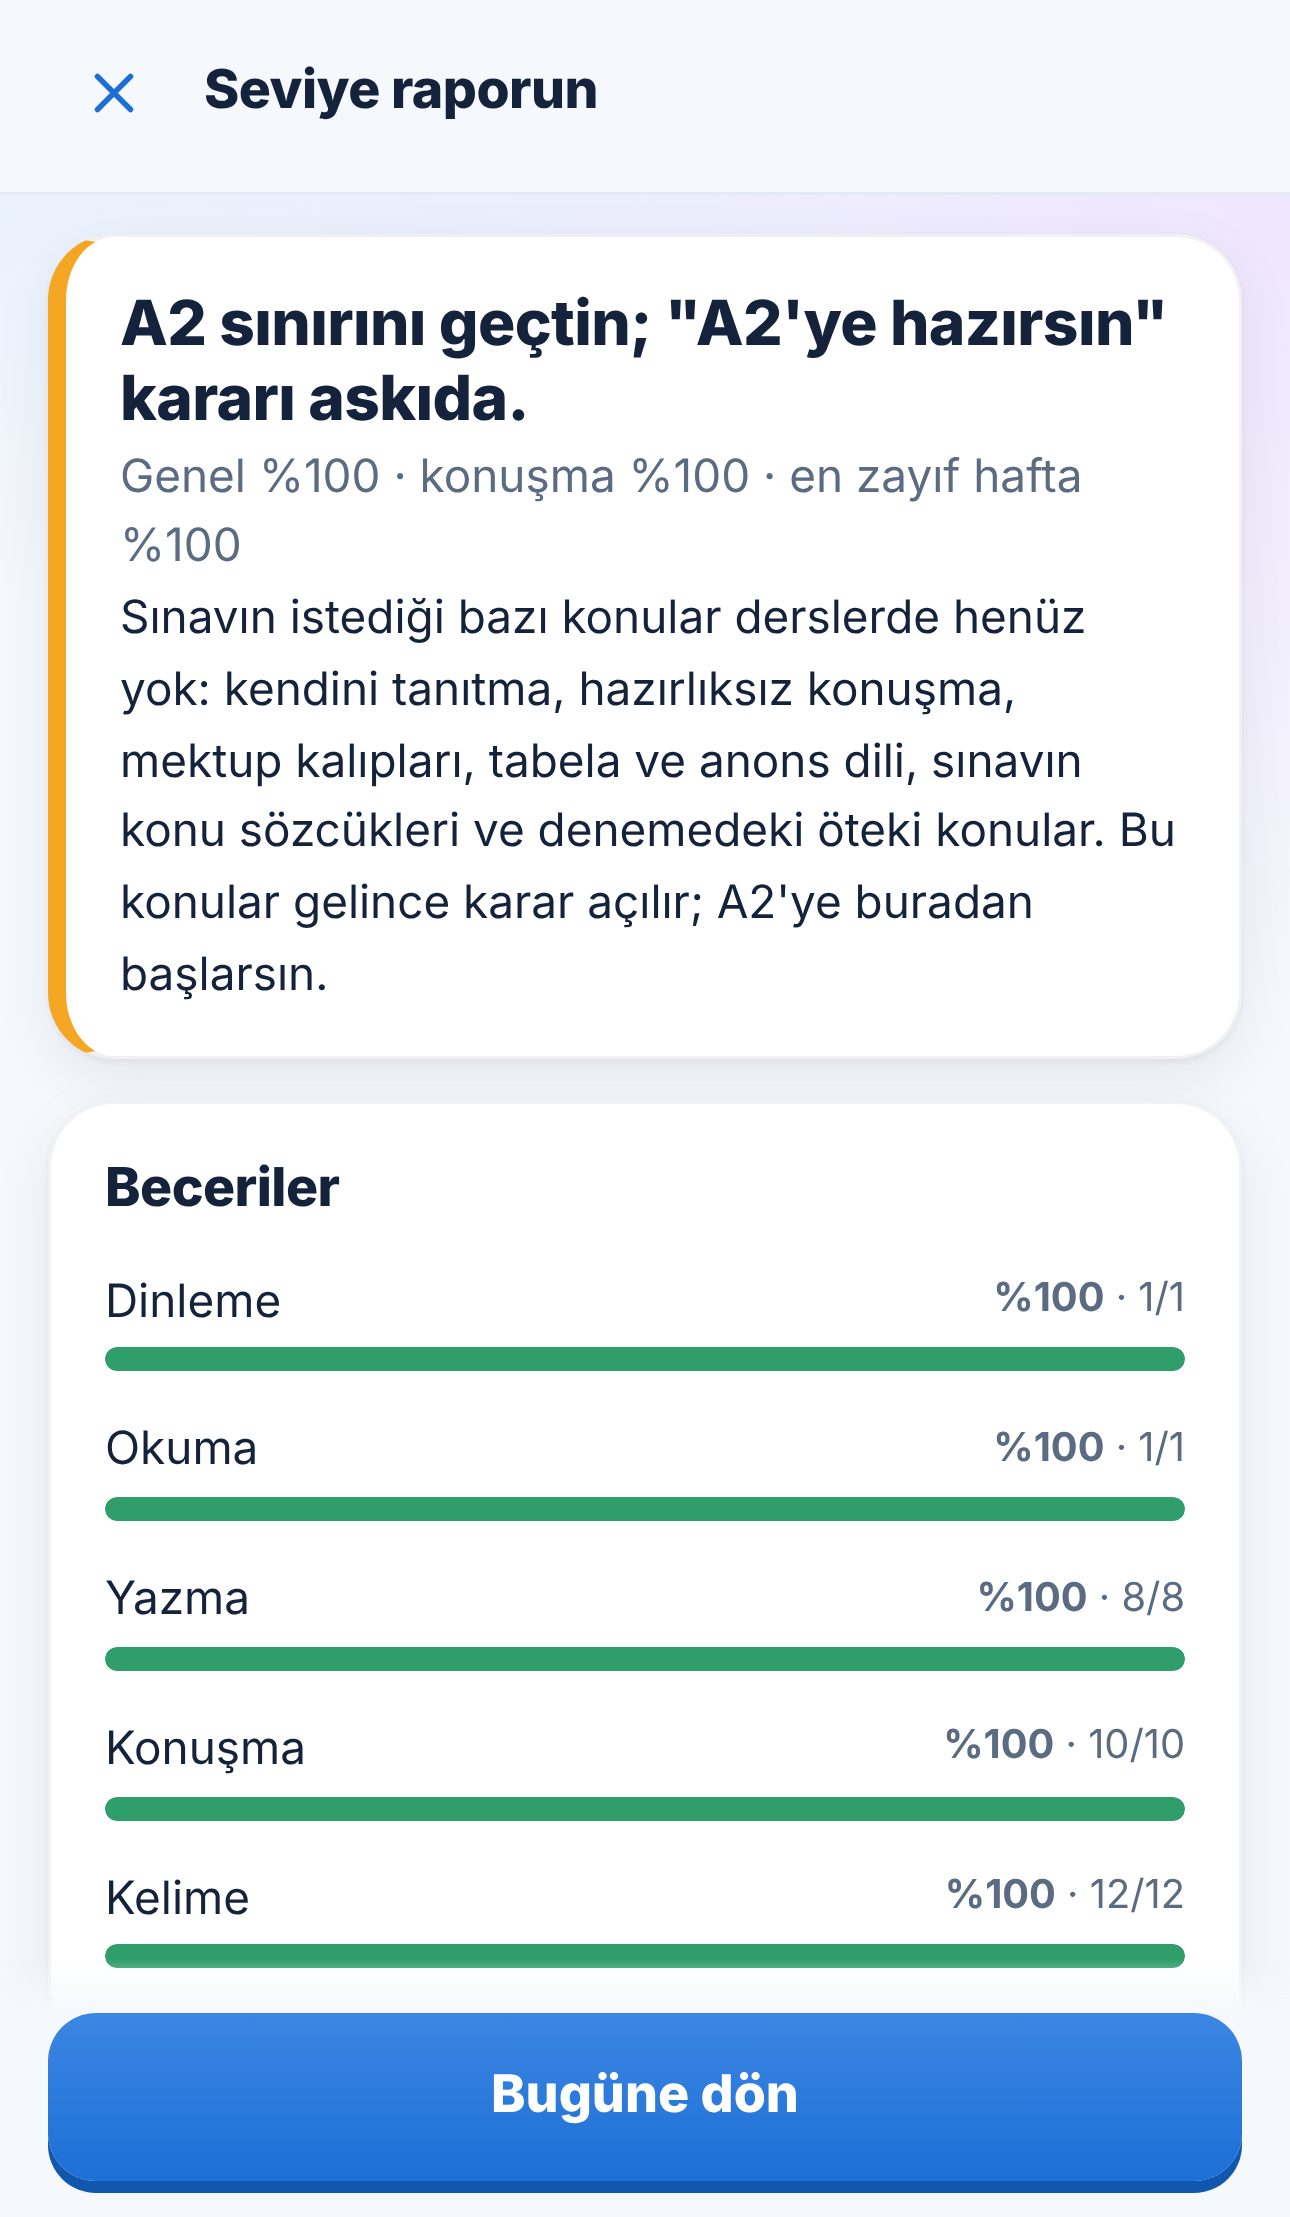 Seviye raporun
A2 sınırını geçtin; "A2'ye hazırsın"
kararı askıda.
Genel %100 · konuşma %100 · en zayıf hafta
%100
Sınavın istediği bazı konular derslerde henüz
yok: kendini tanıtma, hazırlıksız konuşma,
mektup kalıpları, tabela ve anons dili, sınavın
konu sözcükleri ve denemedeki öteki konular. Bu
konular gelince karar açılır; A2'ye buradan
başlarsın.
Beceriler
Dinleme %100 · 1/1
Okuma %100 · 1/1
Yazma %100 · 8/8
Konuşma %100 · 10/10
Kelime %100 · 12/12
Bugüne dön